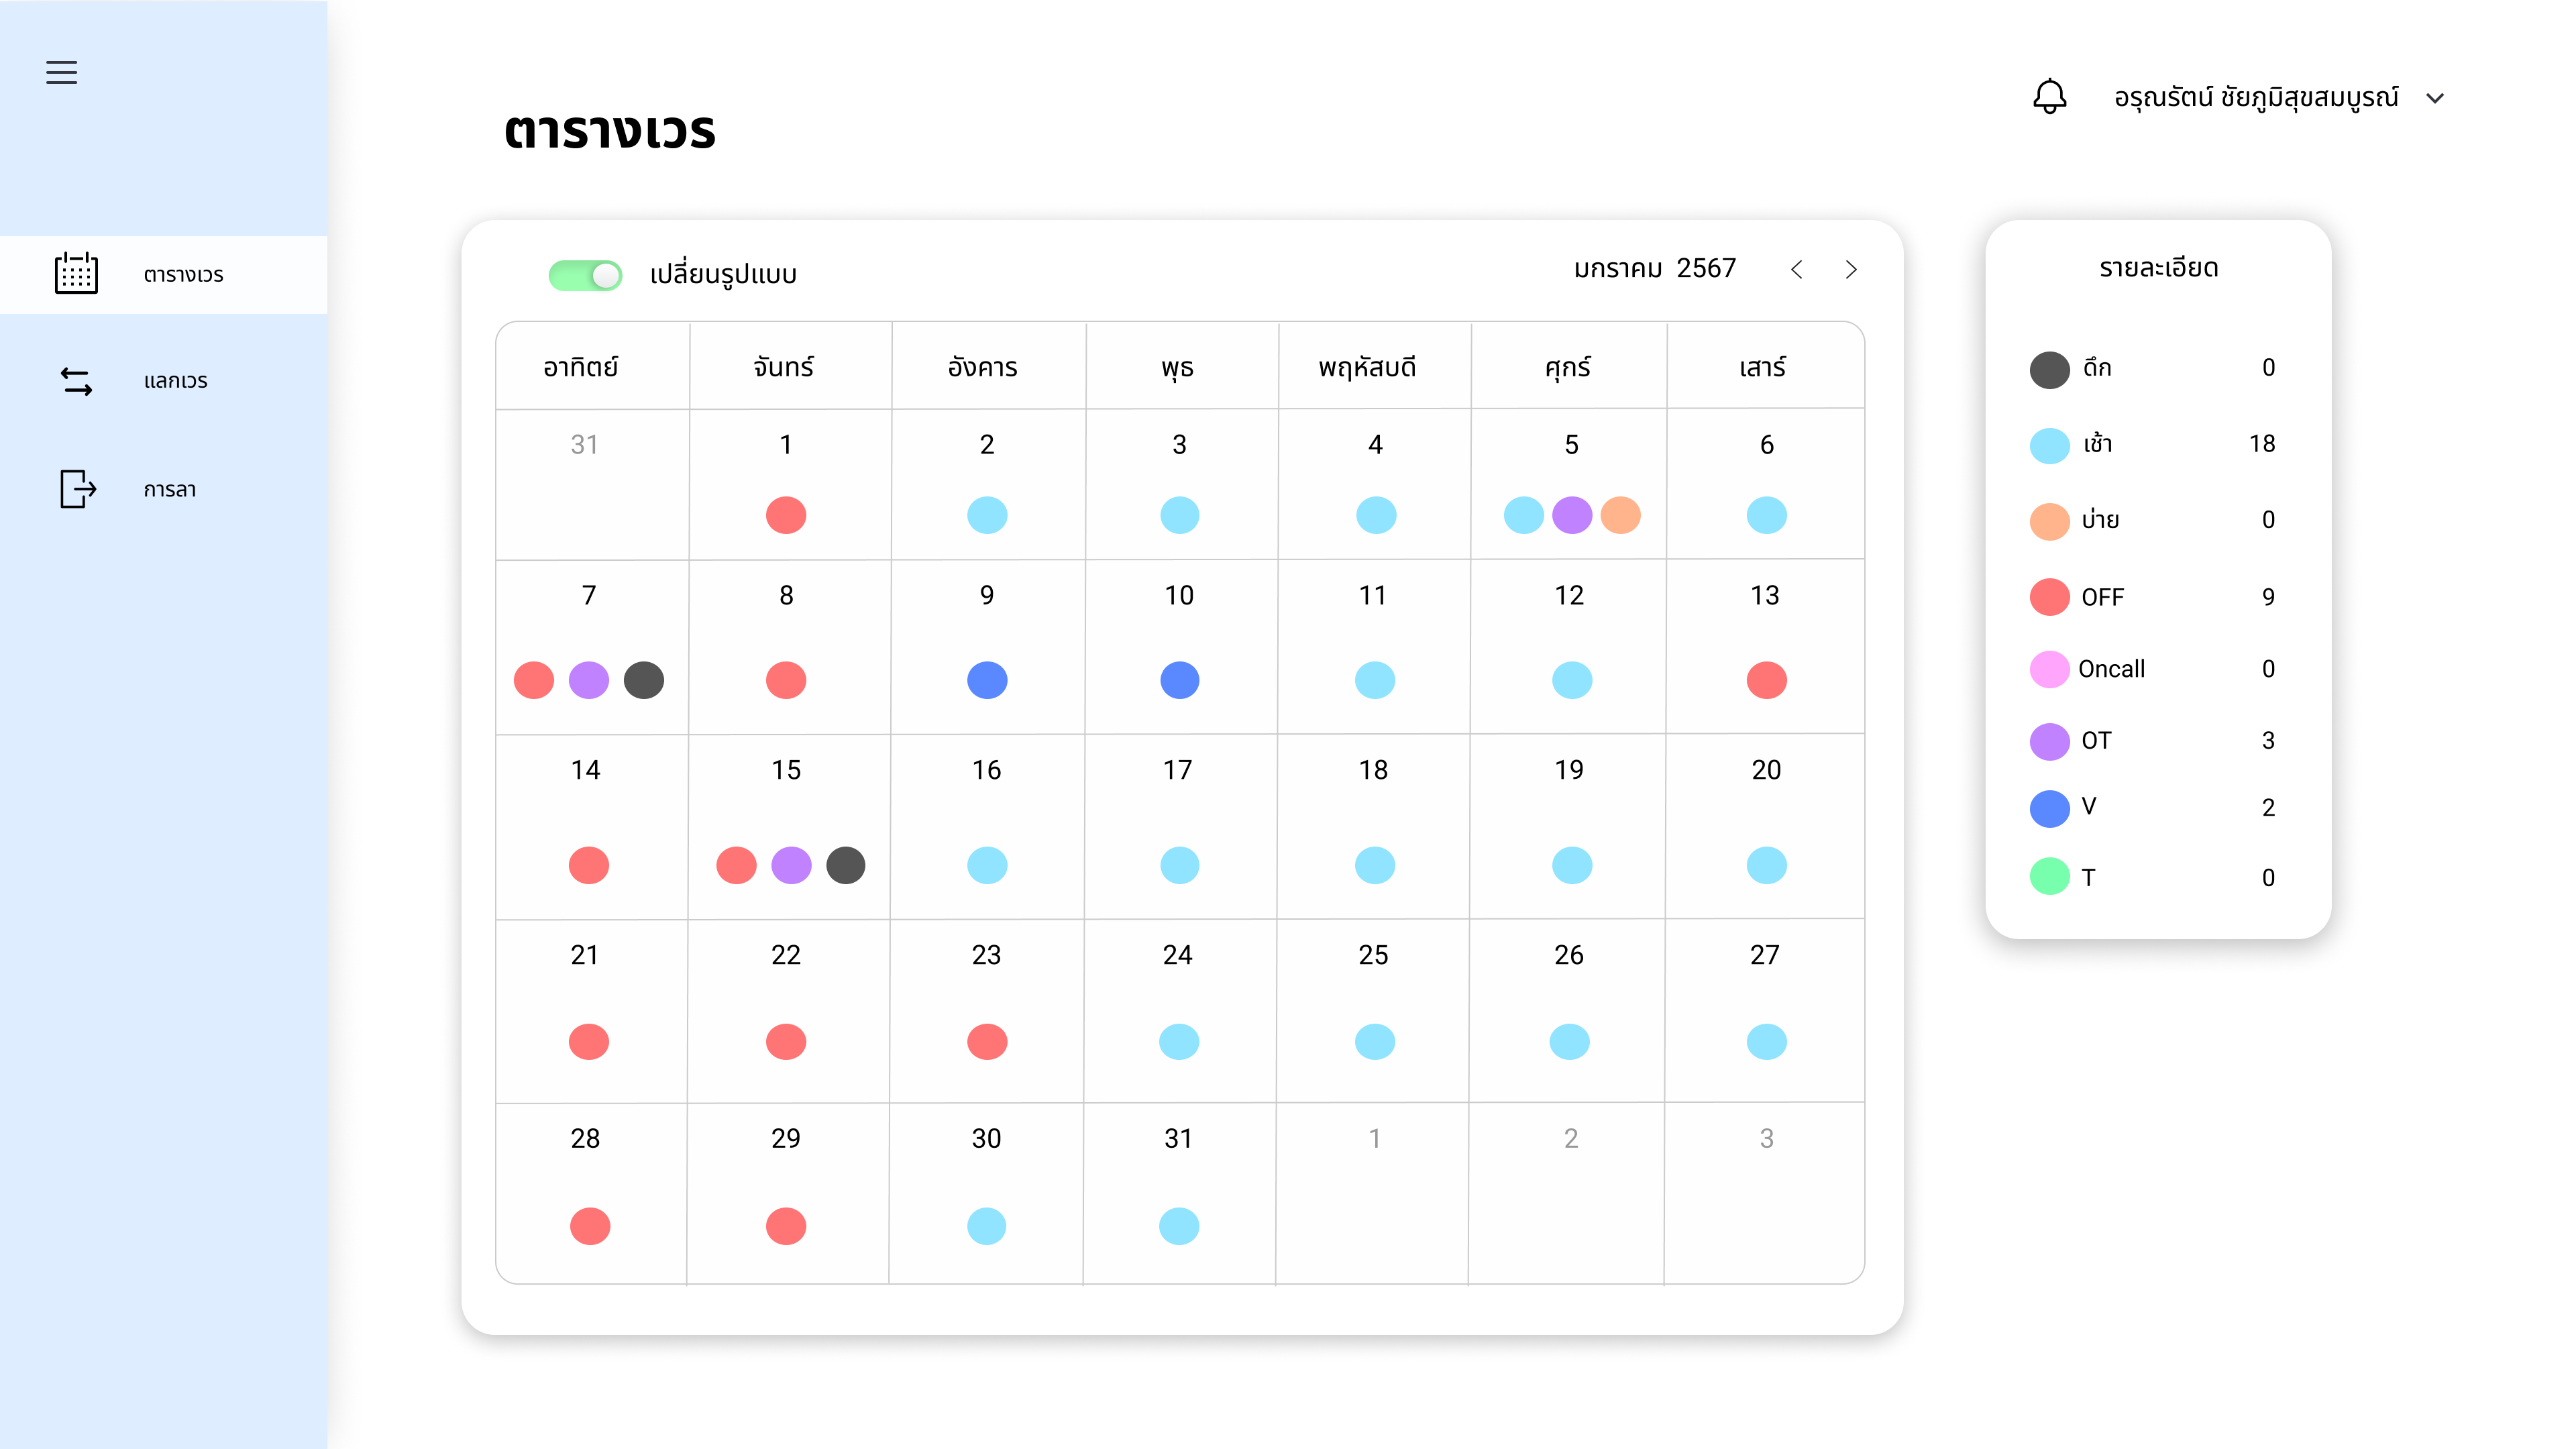 อรุณรัตน์ ชัยภูมิสุขสมบูรณ์
ตารางเวร
ตารางเวร
แลกเวร
การลา
เปลี่ยนรูปแบบ
มกราคม 2567
อาทิตย์ จันทร์ อังคาร พุธ พฤหัสบดี ศุกร์ เสาร์
31 1 2 3 4 5 6
7 8 9 10 11 12 13
14 15 16 17 18 19 20
21 22 23 24 25 26 27
28 29 30 31 1 2 3
รายละเอียด
ดึก 0
เช้า 18
บ่าย 0
OFF 9
Oncall 0
OT 3
V 2
T 0